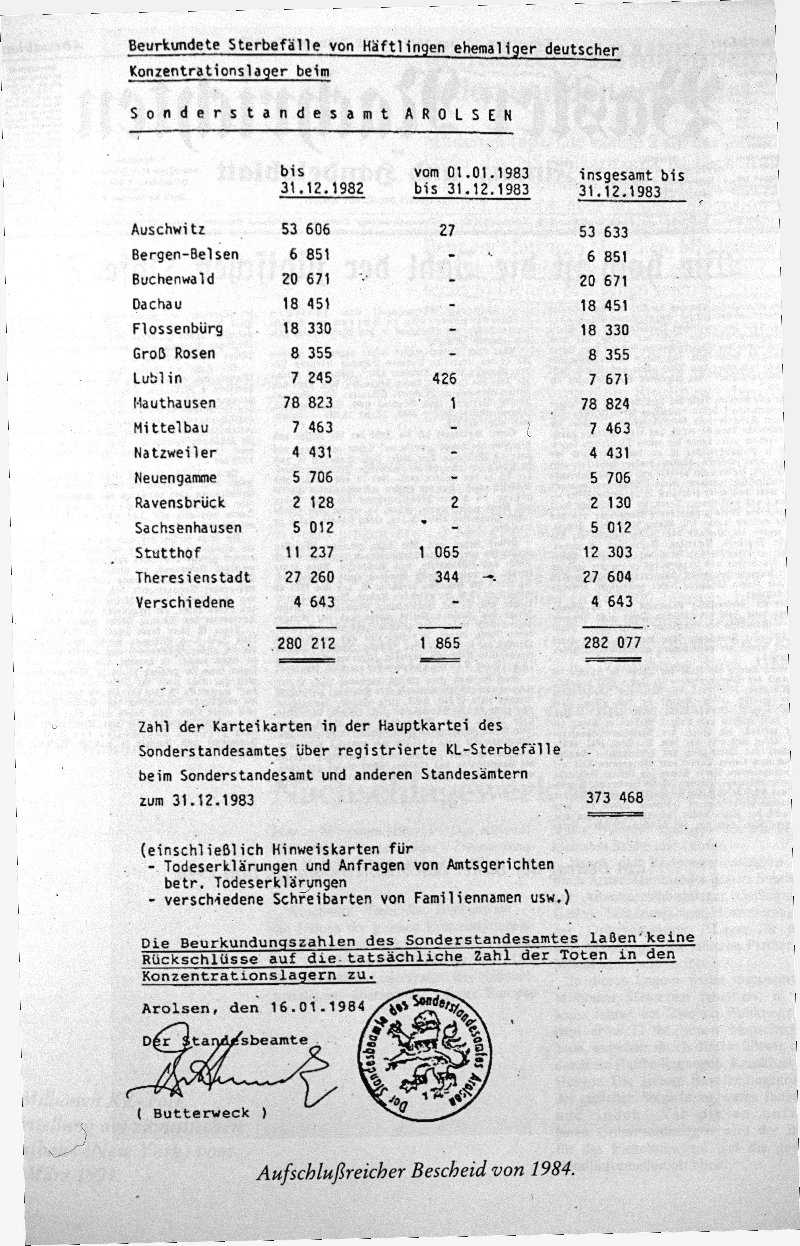 Beurkundete Sterbefälle von Häftlingen ehemaliger deutscher
Konzentrationslager beim
Sonderstandesamt AROLSEN
bis 31.12.1982 vom 01.01.1983 bis 31.12.1983 insgesamt bis 31.12.1983
Auschwitz 53 606 27 53 633
Bergen-Belsen 6 851 - 6 851
Buchenwald 20 671 - 20 671
Dachau 18 451 - 18 451
Flossenbürg 18 330 - 18 330
Groß Rosen 8 355 - 8 355
Lublin 7 245 426 7 671
Mauthausen 78 823 1 78 824
Mittelbau 7 463 - 7 463
Natzweiler 4 431 - 4 431
Neuengamme 5 706 - 5 706
Ravensbrück 2 128 2 2 130
Sachsenhausen 5 012 - 5 012
Stutthof 11 237 1 065 12 303
Theresienstadt 27 260 344 27 604
Verschiedene 4 643 - 4 643
280 212 1 865 282 077
Zahl der Karteikarten in der Hauptkartei des
Sonderstandesamtes über registrierte KL-Sterbefälle
beim Sonderstandesamt und anderen Standesämtern
zum 31.12.1983 373 468
(einschließlich Hinweiskarten für
- Todeserklärungen und Anfragen von Amtsgerichten
betr. Todeserklärungen
- verschiedene Schreibarten von Familiennamen usw.)
Die Beurkundungszahlen des Sonderstandesamtes laßen keine
Rückschlüsse auf die tatsächliche Zahl der Toten in den
Konzentrationslagern zu.
Arolsen, den 16.01.1984
Der Standesbeamte
( Butterweck )
Der Standesbeamte des Sonderstandesamtes Arolsen
Aufschlußreicher Bescheid von 1984.